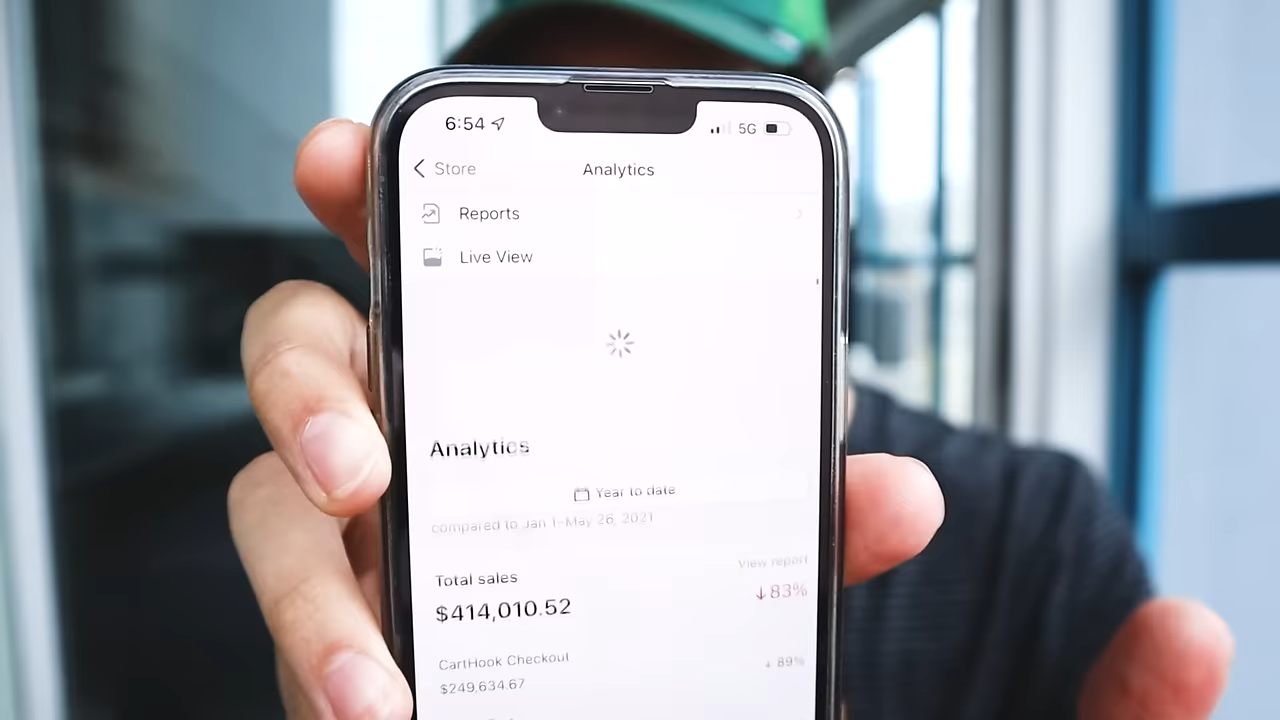 6:54 5G
Store Analytics
Reports
Live View
Analytics
Year to date
compared to Jan 1–May 26, 2021
View report
Total sales
↓83%
$414,010.52
CartHook Checkout
↓ 89%
$249,634.67